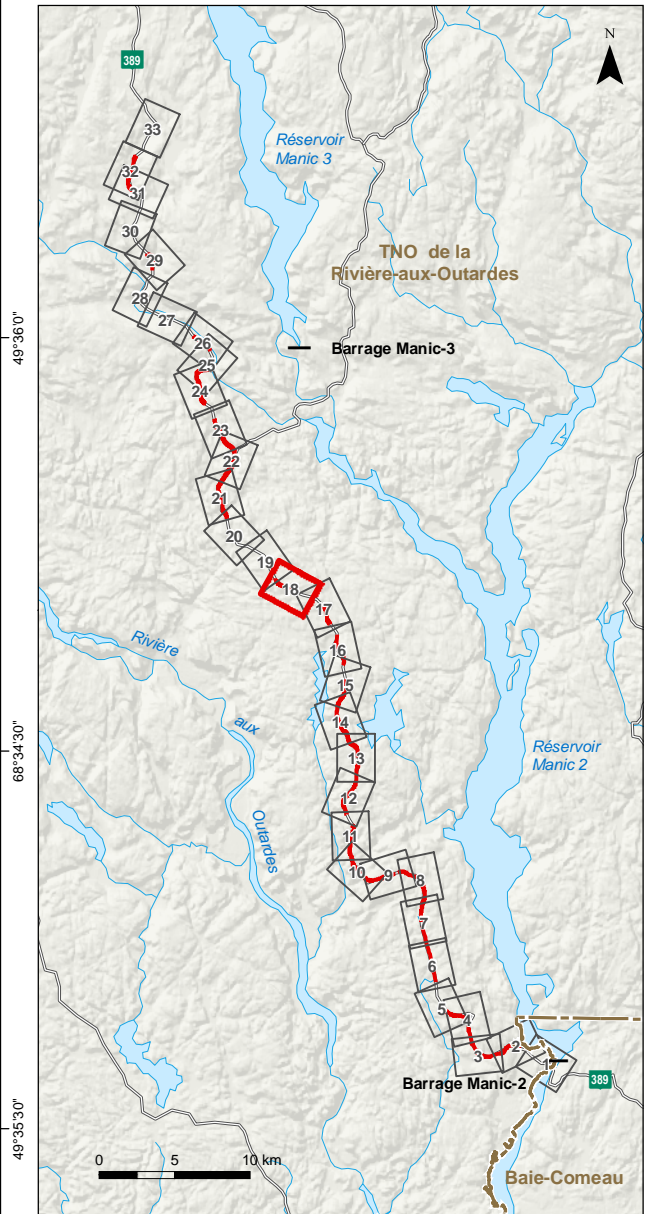 N
389
33
Réservoir
Manic 3
32
31
TNO de la
Rivière-aux-Outardes
30
29
28
27
49°36'0"
26
Barrage Manic-3
25
24
23
22
21
20
19
18
17
Rivière
16
15
aux
14
68°34'30"
13
Réservoir
Manic 2
12
Outardes
11
10
9
8
7
6
5
4
2
3
1
Barrage Manic-2
389
49°35'30"
0 5 10 km
Baie-Comeau